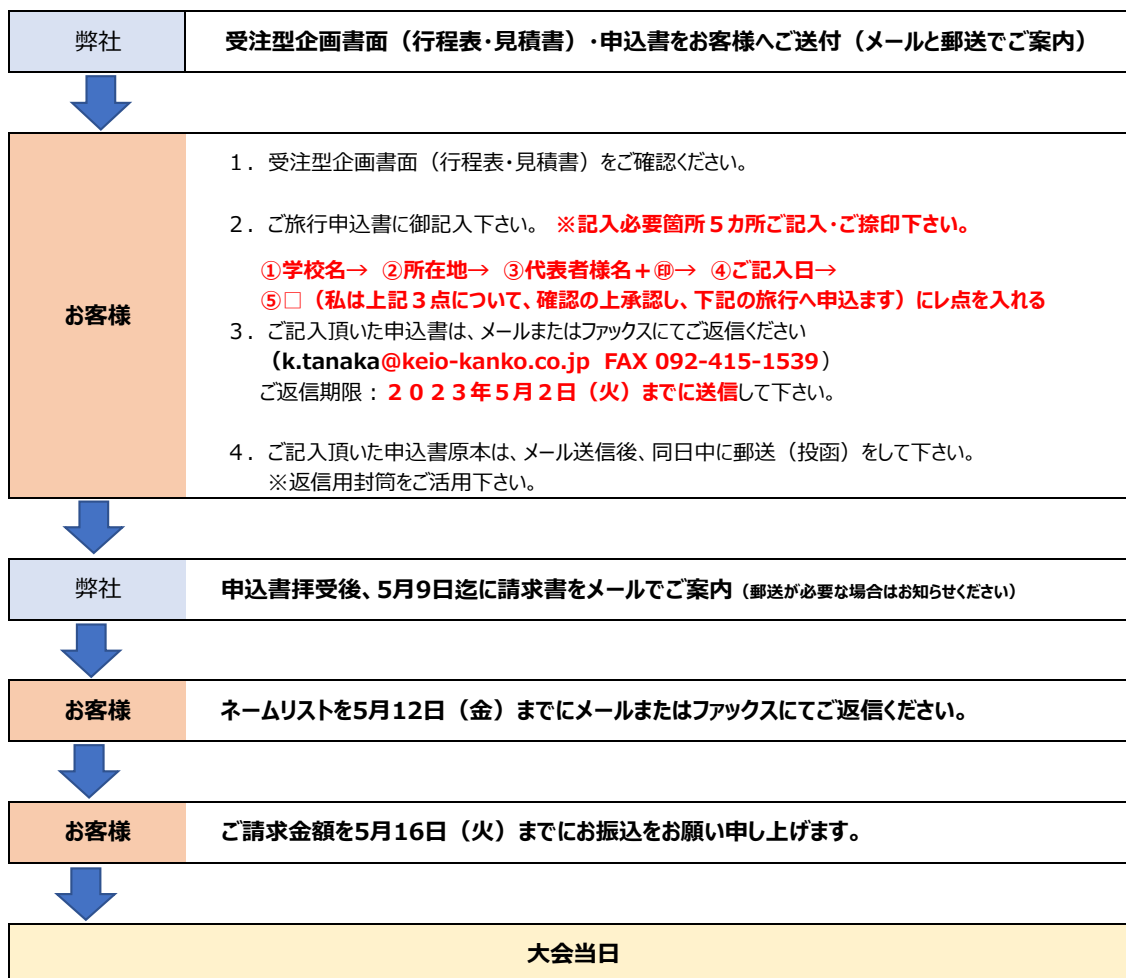 弊社
受注型企画書面（行程表・見積書）・申込書をお客様へご送付（メールと郵送でご案内）
お客様
１．受注型企画書面（行程表・見積書）をご確認ください。
２．ご旅行申込書に御記入下さい。 ※記入必要箇所５カ所ご記入・ご捺印下さい。
①学校名→ ②所在地→ ③代表者様名＋㊞→ ④ご記入日→
⑤□（私は上記３点について、確認の上承認し、下記の旅行へ申込ます）にレ点を入れる
３．ご記入頂いた申込書は、メールまたはファックスにてご返信ください
（k.tanaka@keio-kanko.co.jp FAX 092-415-1539）
ご返信期限：２０２３年５月２日（火）までに送信して下さい。
４．ご記入頂いた申込書原本は、メール送信後、同日中に郵送（投函）をして下さい。
※返信用封筒をご活用下さい。
弊社
申込書拝受後、5月9日迄に請求書をメールでご案内（郵送が必要な場合はお知らせください）
お客様
ネームリストを5月12日（金）までにメールまたはファックスにてご返信ください。
お客様
ご請求金額を5月16日（火）までにお振込をお願い申し上げます。
大会当日